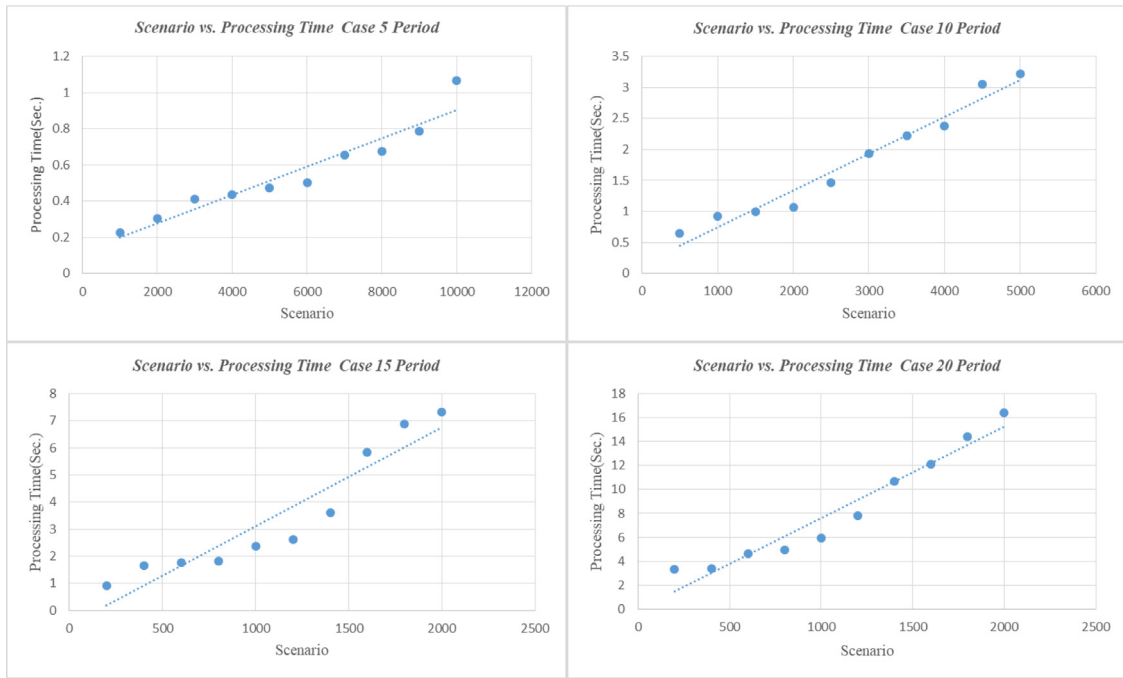 Scenario vs. Processing Time Case 5 Period
Processing Time(Sec.)
1.2
1
0.8
0.6
0.4
0.2
0
0 2000 4000 6000 8000 10000 12000
Scenario
Scenario vs. Processing Time Case 10 Period
Processing Time(Sec.)
3.5
3
2.5
2
1.5
1
0.5
0
0 1000 2000 3000 4000 5000 6000
Scenario
Scenario vs. Processing Time Case 15 Period
Processing Time(Sec.)
8
7
6
5
4
3
2
1
0
0 500 1000 1500 2000 2500
Scenario
Scenario vs. Processing Time Case 20 Period
Processing Time(Sec.)
18
16
14
12
10
8
6
4
2
0
0 500 1000 1500 2000 2500
Scenario